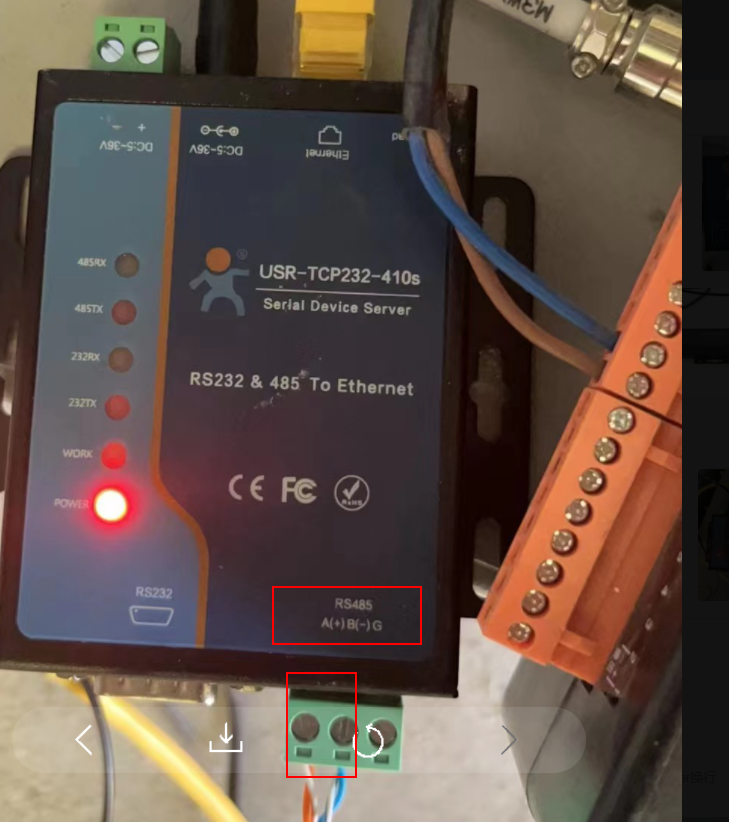 DC:5-36V
DC:5-36V
Ethernet
485RX
485TX
232RX
232TX
WORK
POWER
USR-TCP232-410s
Serial Device Server
RS232 & 485 To Ethernet
CE FC
RoHS
RS232
RS485
A(+) B(-) G